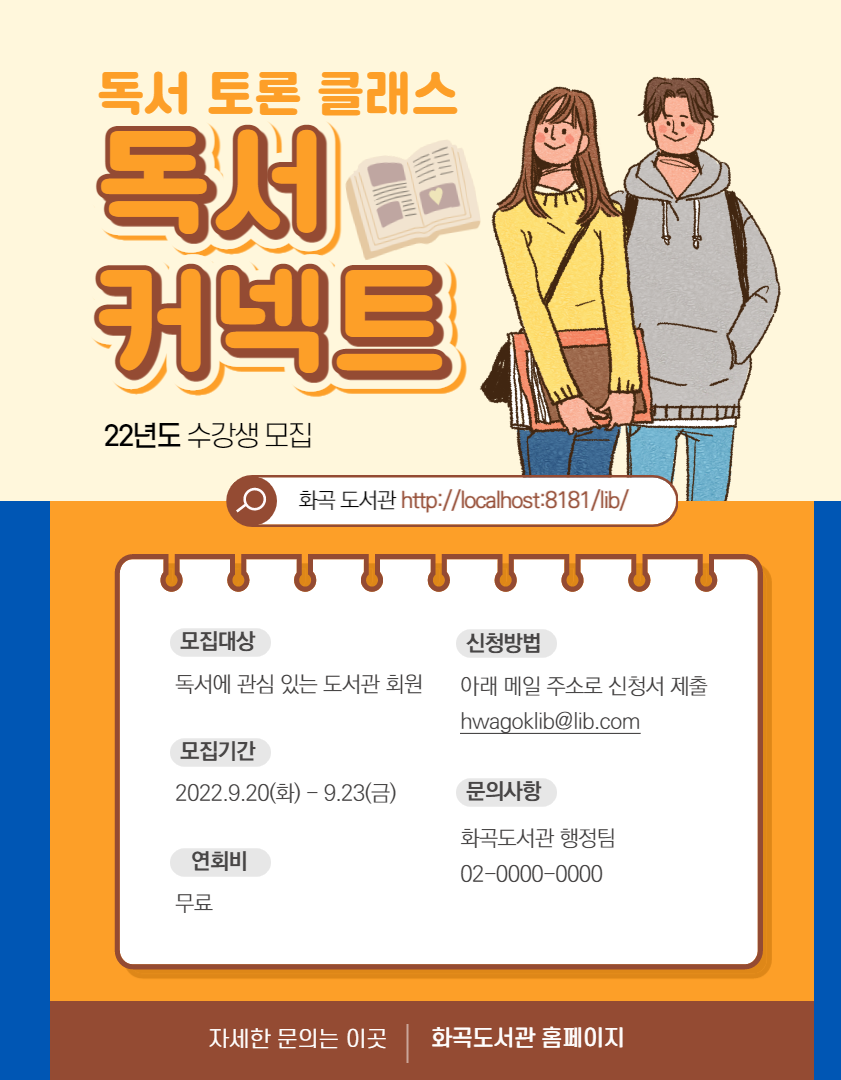 독서 토론 클래스
독서
커넥트
22년도 수강생 모집
화곡 도서관 http://localhost:8181/lib/
모집대상
독서에 관심 있는 도서관 회원
모집기간
2022.9.20(화) - 9.23(금)
연회비
무료
신청방법
아래 메일 주소로 신청서 제출
hwagoklib@lib.com
문의사항
화곡도서관 행정팀
02-0000-0000
자세한 문의는 이곳 | 화곡도서관 홈페이지